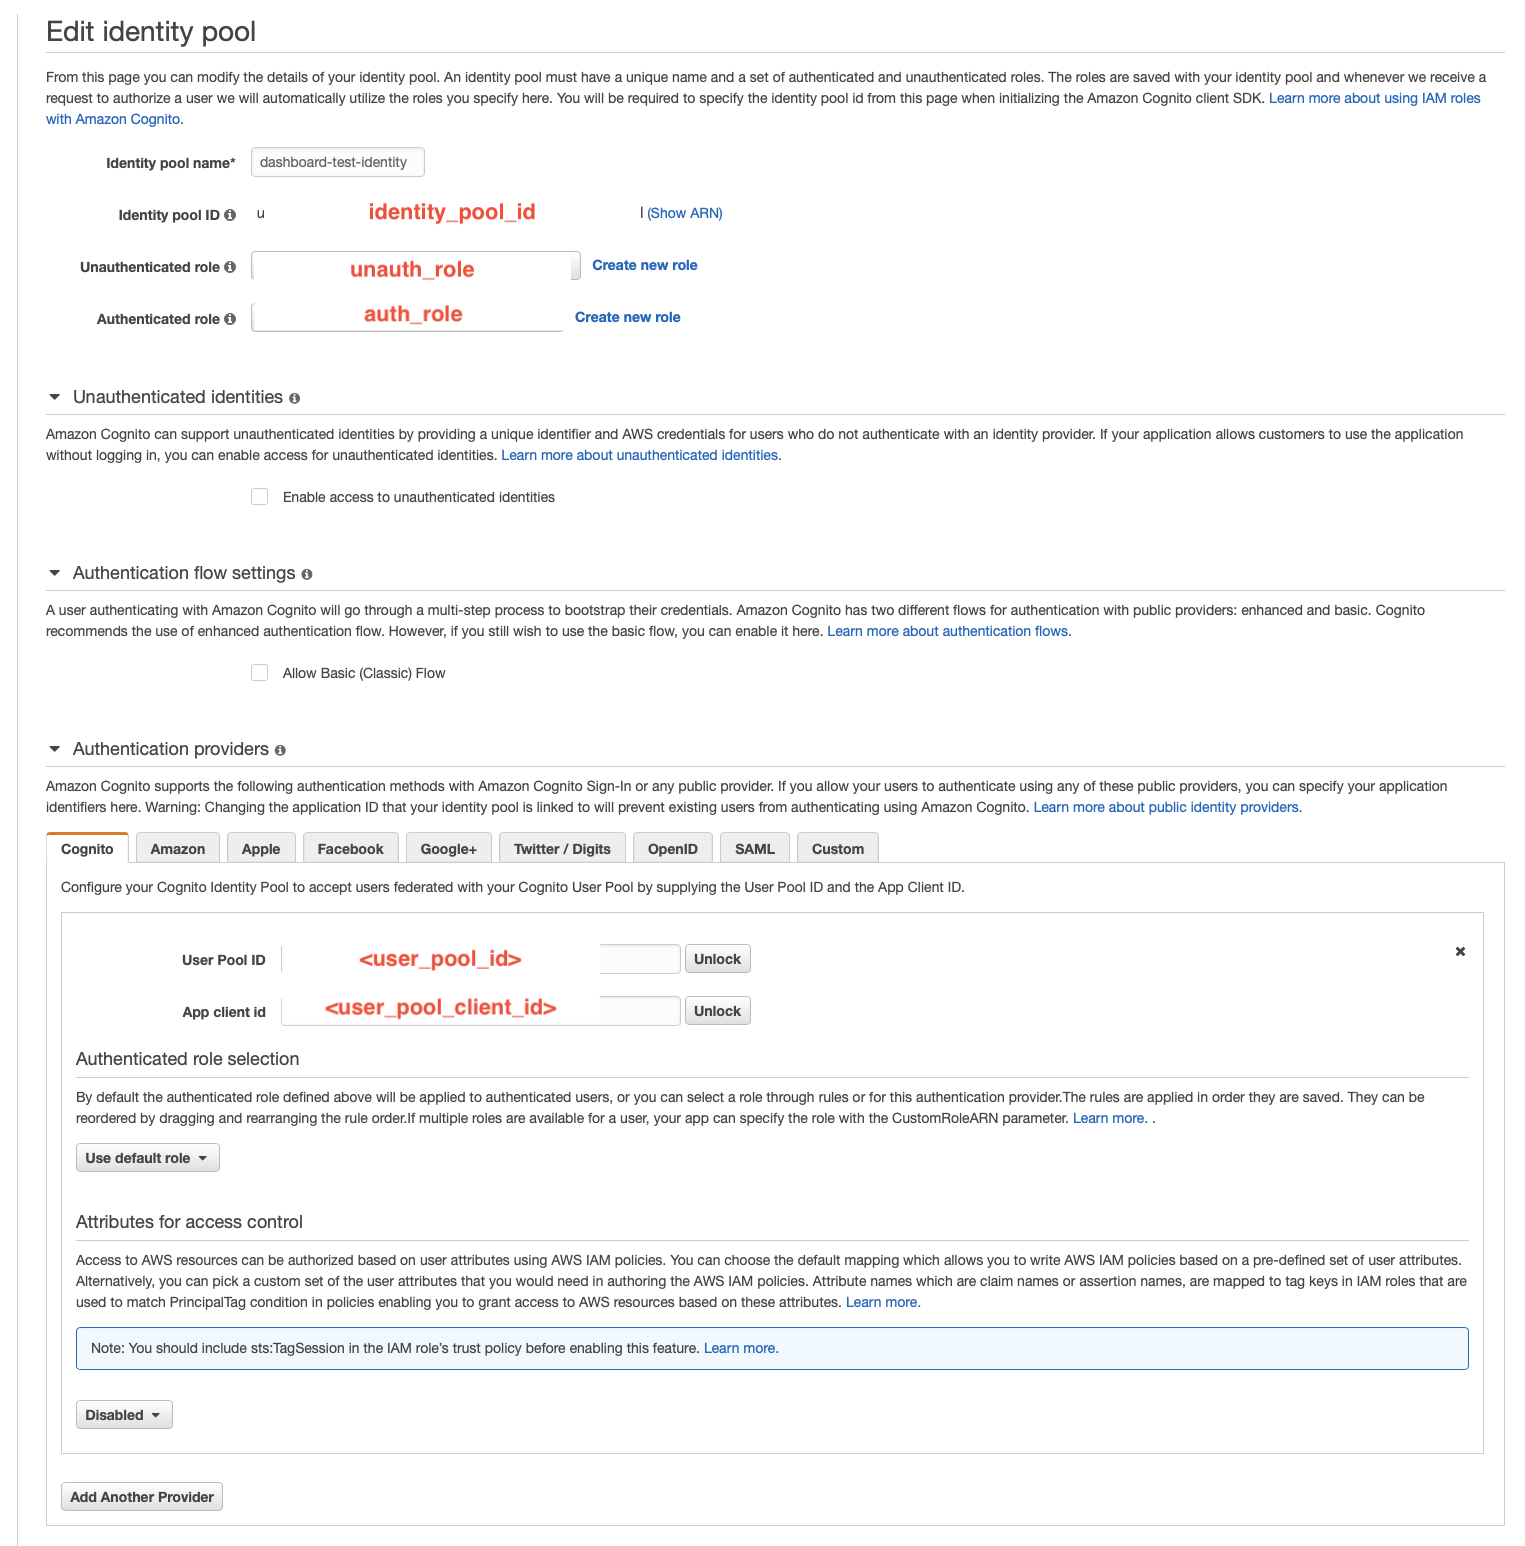 Edit identity pool
From this page you can modify the details of your identity pool. An identity pool must have a unique name and a set of authenticated and unauthenticated roles. The roles are saved with your identity pool and whenever we receive a
request to authorize a user we will automatically utilize the roles you specify here. You will be required to specify the identity pool id from this page when initializing the Amazon Cognito client SDK. Learn more about using IAM roles
with Amazon Cognito.
Identity pool name* dashboard-test-identity
Identity pool ID u identity_pool_id l (Show ARN)
Unauthenticated role unauth_role Create new role
Authenticated role auth_role Create new role
Unauthenticated identities
Amazon Cognito can support unauthenticated identities by providing a unique identifier and AWS credentials for users who do not authenticate with an identity provider. If your application allows customers to use the application
without logging in, you can enable access for unauthenticated identities. Learn more about unauthenticated identities.
Enable access to unauthenticated identities
Authentication flow settings
A user authenticating with Amazon Cognito will go through a multi-step process to bootstrap their credentials. Amazon Cognito has two different flows for authentication with public providers: enhanced and basic. Cognito
recommends the use of enhanced authentication flow. However, if you still wish to use the basic flow, you can enable it here. Learn more about authentication flows.
Allow Basic (Classic) Flow
Authentication providers
Amazon Cognito supports the following authentication methods with Amazon Cognito Sign-In or any public provider. If you allow your users to authenticate using any of these public providers, you can specify your application
identifiers here. Warning: Changing the application ID that your identity pool is linked to will prevent existing users from authenticating using Amazon Cognito. Learn more about public identity providers.
Cognito Amazon Apple Facebook Google+ Twitter / Digits OpenID SAML Custom
Configure your Cognito Identity Pool to accept users federated with your Cognito User Pool by supplying the User Pool ID and the App Client ID.
User Pool ID <user_pool_id> Unlock
App client id <user_pool_client_id> Unlock
Authenticated role selection
By default the authenticated role defined above will be applied to authenticated users, or you can select a role through rules or for this authentication provider.The rules are applied in order they are saved. They can be
reordered by dragging and rearranging the rule order.If multiple roles are available for a user, your app can specify the role with the CustomRoleARN parameter. Learn more. .
Use default role
Attributes for access control
Access to AWS resources can be authorized based on user attributes using AWS IAM policies. You can choose the default mapping which allows you to write AWS IAM policies based on a pre-defined set of user attributes.
Alternatively, you can pick a custom set of the user attributes that you would need in authoring the AWS IAM policies. Attribute names which are claim names or assertion names, are mapped to tag keys in IAM roles that are
used to match PrincipalTag condition in policies enabling you to grant access to AWS resources based on these attributes. Learn more.
Note: You should include sts:TagSession in the IAM role's trust policy before enabling this feature. Learn more.
Disabled
Add Another Provider